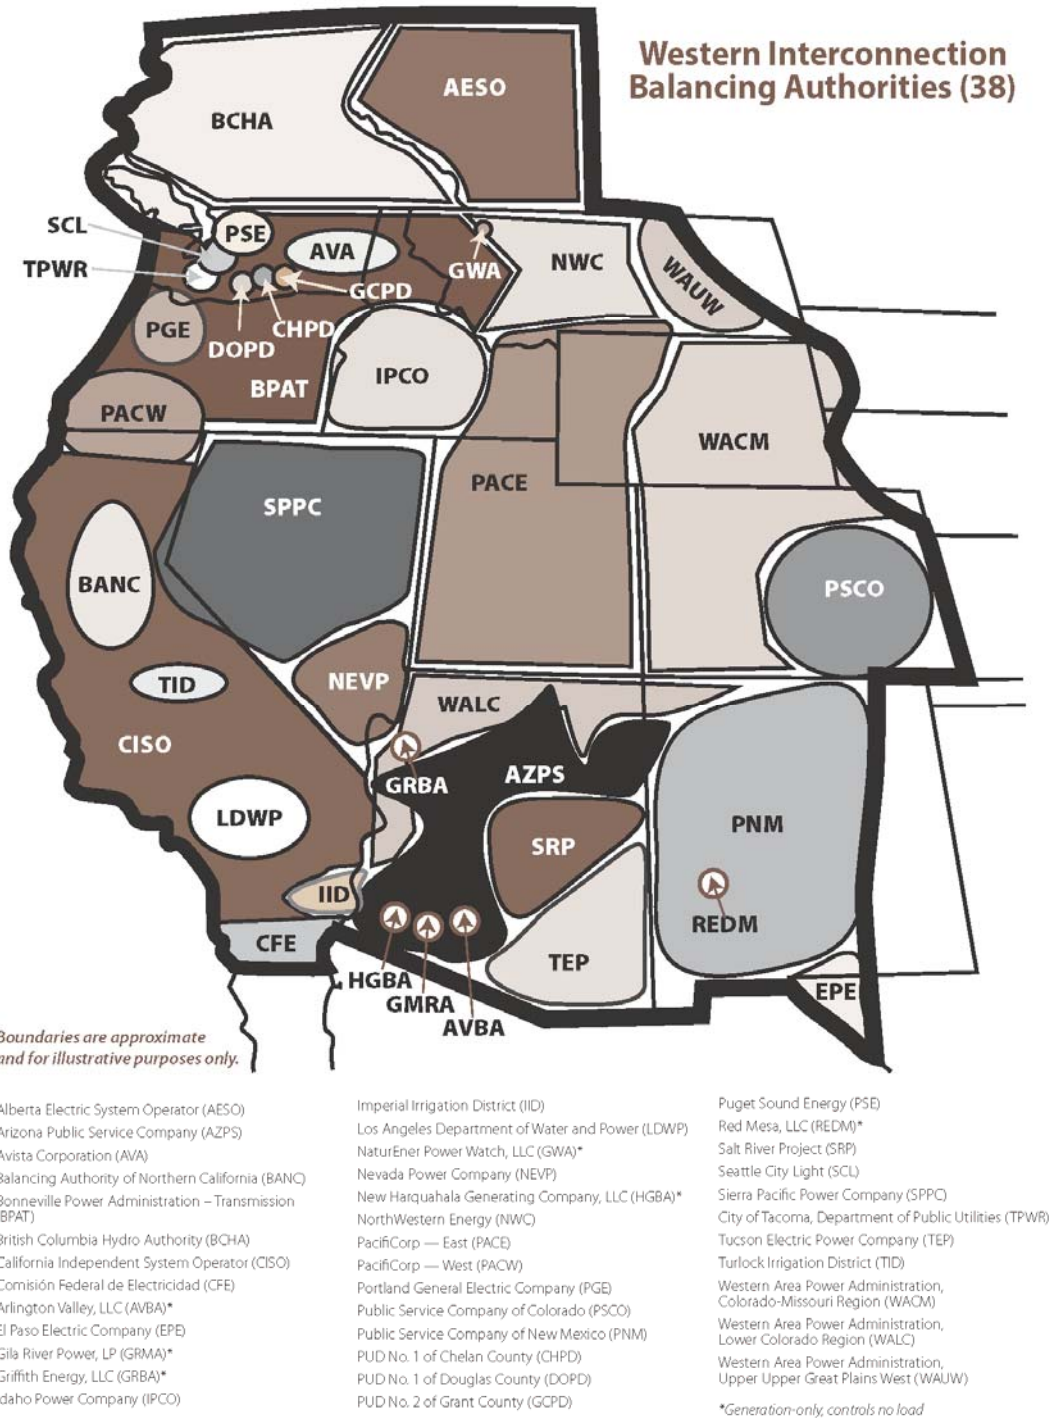 Western Interconnection
Balancing Authorities (38)
AESO
BCHA
SCL
PSE
TPWR
AVA
GWA
NWC
WAUW
GCPD
PGE
CHPD
DOPD
BPAT
IPCO
PACW
WACM
PACE
SPPC
BANC
PSCO
TID
NEVP
WALC
CISO
GRBA
AZPS
LDWP
SRP
PNM
IID
REDM
CFE
TEP
HGBA
GMRA
AVBA
EPE
Boundaries are approximate
and for illustrative purposes only.
Alberta Electric System Operator (AESO)
Arizona Public Service Company (AZPS)
Avista Corporation (AVA)
Balancing Authority of Northern California (BANC)
Bonneville Power Administration – Transmission
(BPAT)
British Columbia Hydro Authority (BCHA)
California Independent System Operator (CISO)
Comisión Federal de Electricidad (CFE)
Arlington Valley, LLC (AVBA)*
El Paso Electric Company (EPE)
Gila River Power, LP (GRMA)*
Griffith Energy, LLC (GRBA)*
Idaho Power Company (IPCO)
Imperial Irrigation District (IID)
Los Angeles Department of Water and Power (LDWP)
NaturEner Power Watch, LLC (GWA)*
Nevada Power Company (NEVP)
New Harquahala Generating Company, LLC (HGBA)*
NorthWestern Energy (NWC)
PacifiCorp — East (PACE)
PacifiCorp — West (PACW)
Portland General Electric Company (PGE)
Public Service Company of Colorado (PSCO)
Public Service Company of New Mexico (PNM)
PUD No. 1 of Chelan County (CHPD)
PUD No. 1 of Douglas County (DOPD)
PUD No. 2 of Grant County (GCPD)
Puget Sound Energy (PSE)
Red Mesa, LLC (REDM)*
Salt River Project (SRP)
Seattle City Light (SCL)
Sierra Pacific Power Company (SPPC)
City of Tacoma, Department of Public Utilities (TPWR)
Tucson Electric Power Company (TEP)
Turlock Irrigation District (TID)
Western Area Power Administration,
Colorado-Missouri Region (WACM)
Western Area Power Administration,
Lower Colorado Region (WALC)
Western Area Power Administration,
Upper Upper Great Plains West (WAUW)
*Generation-only, controls no load